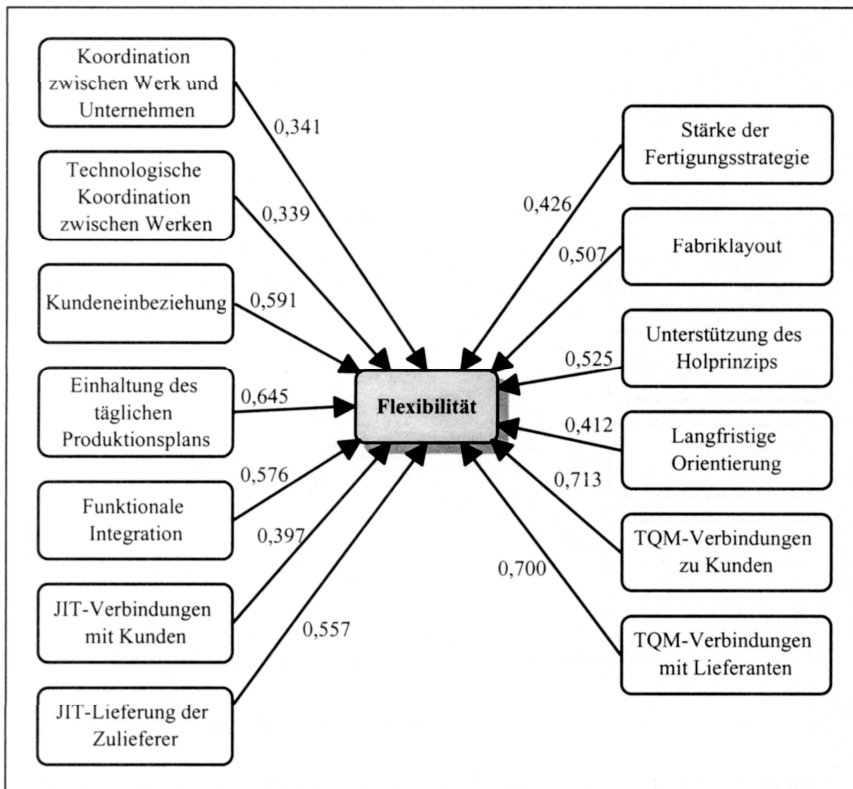 Koordination
zwischen Werk und
Unternehmen
0,341
Technologische
Koordination
zwischen Werken
0,339
Kundeneinbeziehung
0,591
Einhaltung des
täglichen
Produktionsplans
0,645
Funktionale
Integration
0,576
JIT-Verbindungen
mit Kunden
0,397
JIT-Lieferung der
Zulieferer
0,557
Flexibilität
Stärke der
Fertigungsstrategie
0,426
Fabriklayout
0,507
Unterstützung des
Holprinzips
0,525
Langfristige
Orientierung
0,412
TQM-Verbindungen
zu Kunden
0,713
TQM-Verbindungen
mit Lieferanten
0,700